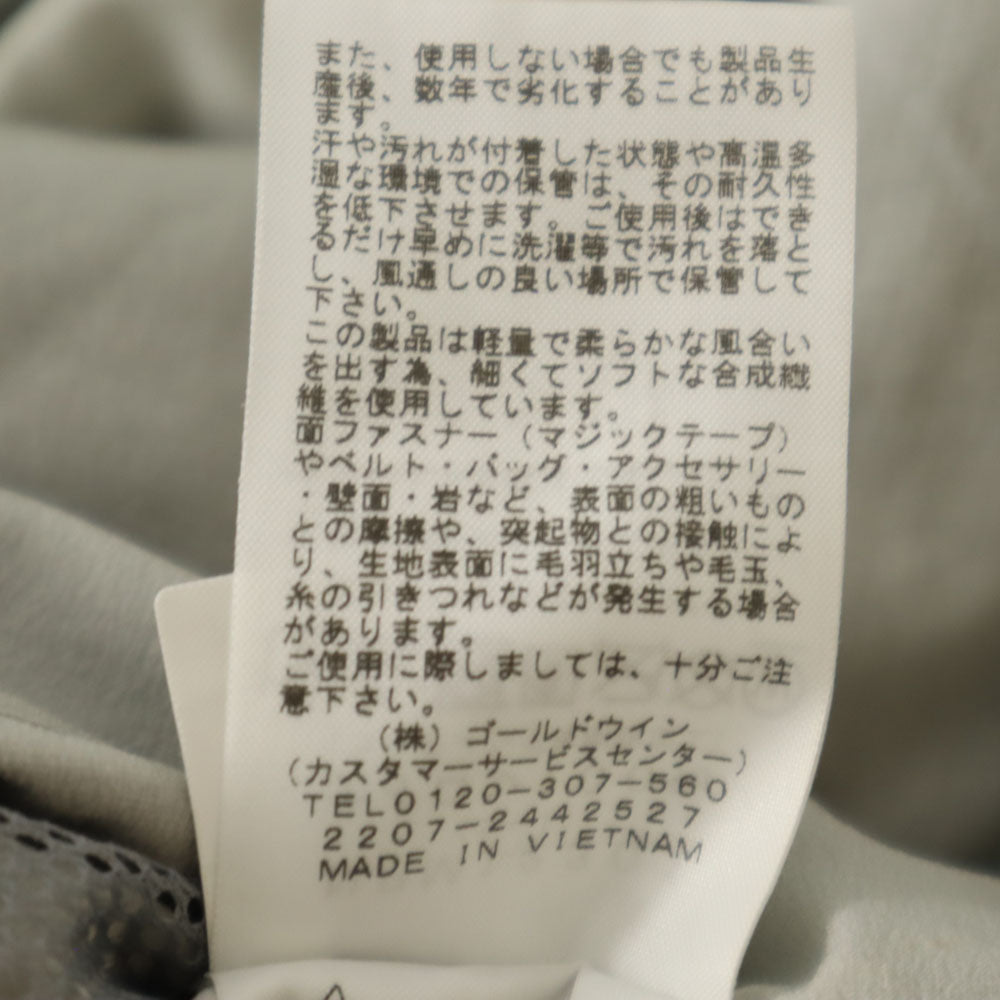 また、使用しない場合でも製品生
産後、数年で劣化することがあり
ます。
汗や汚れが付着した状態や高温多
湿な環境での保管は、その耐久性
を低下させます。ご使用後はでき
るだけ早めに洗濯等で汚れを落と
し、風通しの良い場所で保管して
下さい。
この製品は軽量で柔らかな風合い
を出す為、細くてソフトな合成繊
維を使用しています。
面ファスナー（マジックテープ）
やベルト・バッグ・アクセサリー
・壁面・岩など、表面の粗いもの
との摩擦や、突起物との接触によ
り、生地表面に毛羽立ちや毛玉、
糸の引きつれなどが発生する場合
があります。
ご使用に際しましては、十分ご注
意下さい。
（株）ゴールドウイン
（カスタマーサービスセンター）
TEL0120-307-560
2207-2442527
MADE IN VIETNAM